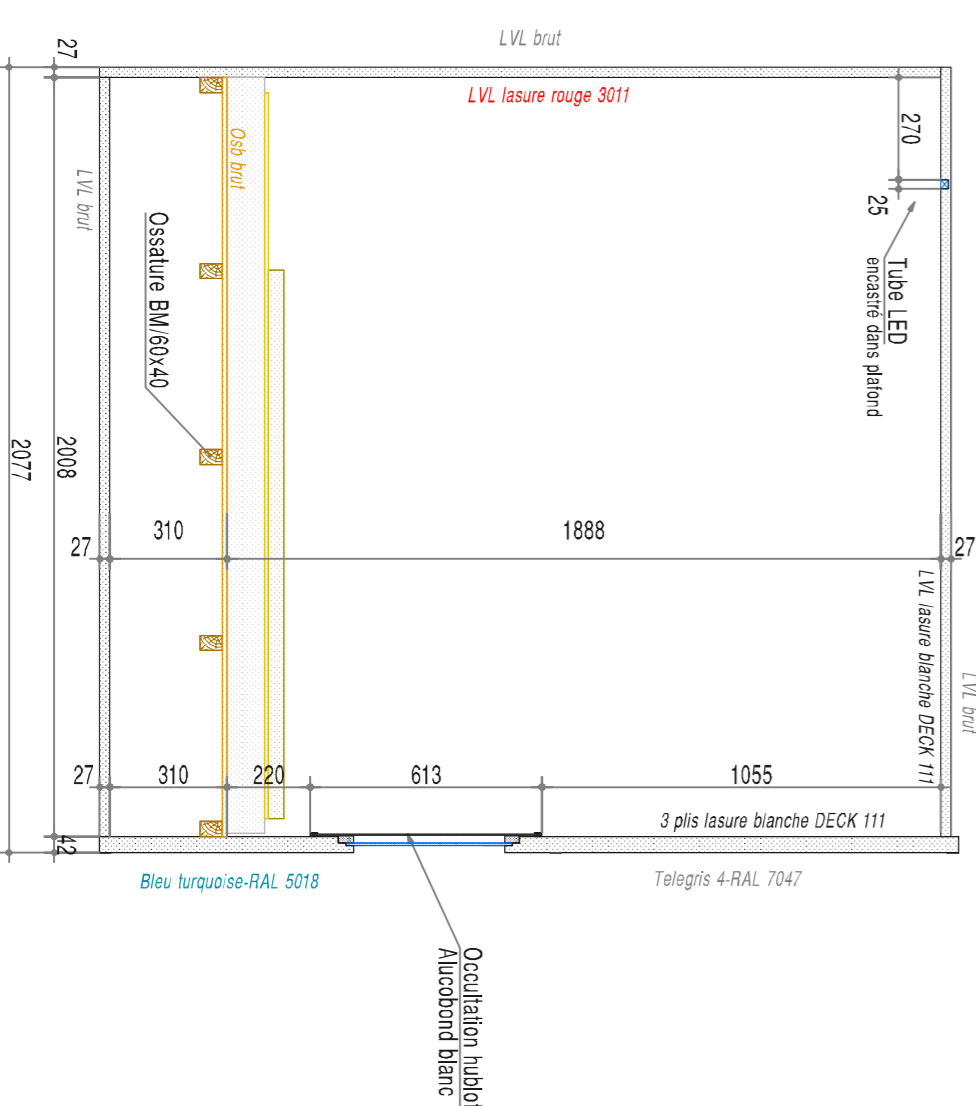 LVL brut
27
LVL lasure rouge 3011
270
25
Osb brut
LVL brut
Ossature BM/60x40
Tube LED
encastré dans plafond
2008
2077
310
1888
27
27
LVL lasure blanche DECK 111
LVL brut
27
310
220
613
1055
3 plis lasure blanche DECK 111
42
Bleu turquoise-RAL 5018
Telegris 4-RAL 7047
Occultation hublot
Alucobond blanc